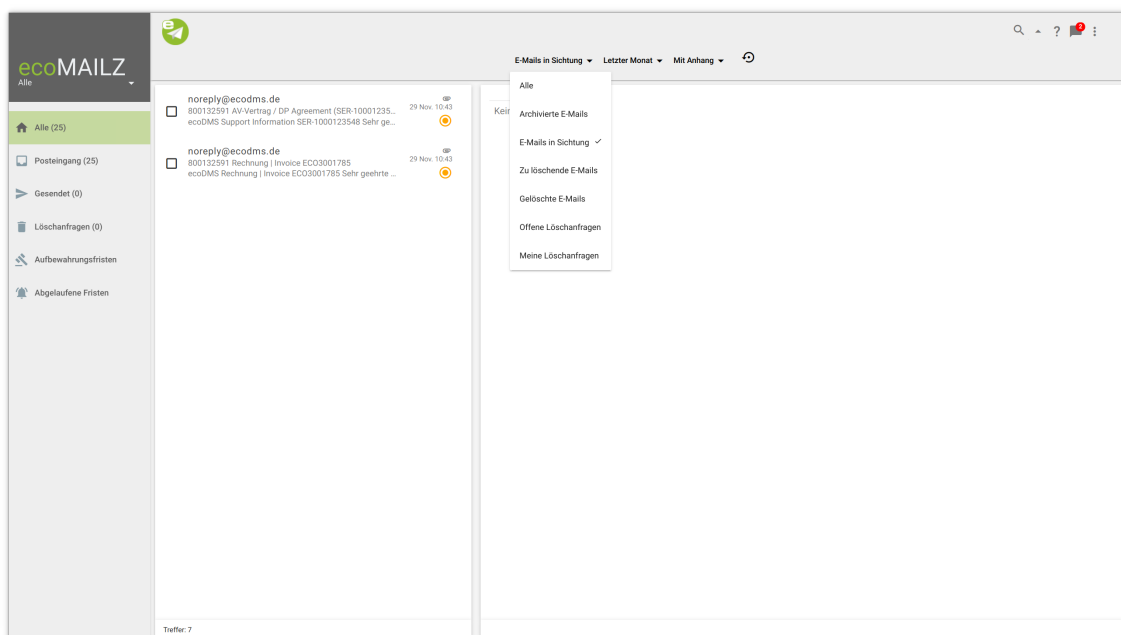 ecoMAILZ
Alle
Alle (25)
Posteingang (25)
Gesendet (0)
Löschanfragen (0)
Aufbewahrungsfristen
Abgelaufene Fristen
e
? 2
E-Mails in Sichtung Letzter Monat Mit Anhang
Alle
Archivierte E-Mails
E-Mails in Sichtung
Zu löschende E-Mails
Gelöschte E-Mails
Offene Löschanfragen
Meine Löschanfragen
noreply@ecodms.de
29 Nov. 10:43
800132591 AV-Vertrag / DP Agreement (SER-10001235...
ecoDMS Support Information SER-1000123548 Sehr ge...
noreply@ecodms.de
29 Nov. 10:43
800132591 Rechnung | Invoice ECO3001785
ecoDMS Rechnung | Invoice ECO3001785 Sehr geehrte ...
Treffer: 7